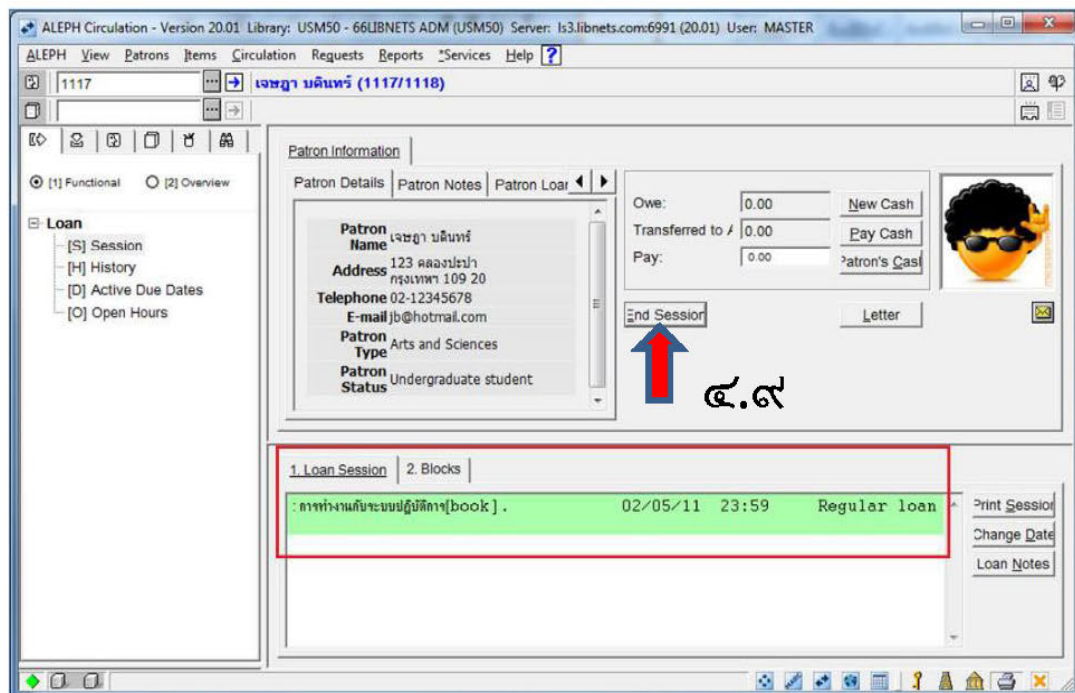 ALEPH Circulation - Version 20.01 Library: USM50 - 66LIBNETS ADM (USM50) Server: ls3.libnets.com:6991 (20.01) User: MASTER
ALEPH View Patrons Items Circulation Requests Reports *Services Help ?
1117 ... เจษฎา บดินทร์ (1117/1118)
...
[1] Functional [2] Overview
Loan
[S] Session
[H] History
[D] Active Due Dates
[O] Open Hours
Patron Information
Patron Details Patron Notes Patron Loan
Patron Name เจษฎา บดินทร์
Address 123 คลองประปา
กรุงเทพฯ 109 20
Telephone 02-12345678
E-mail jb@hotmail.com
Patron Type Arts and Sciences
Patron Status Undergraduate student
Owe: 0.00 New Cash
Transferred to A 0.00 Pay Cash
Pay: 0.00 Patron's Cash
End Session Letter
๔.๙
1. Loan Session 2. Blocks
: การทำงานกับระบบปฏิบัติการ[book]. 02/05/11 23:59 Regular loan
Print Session
Change Date
Loan Notes